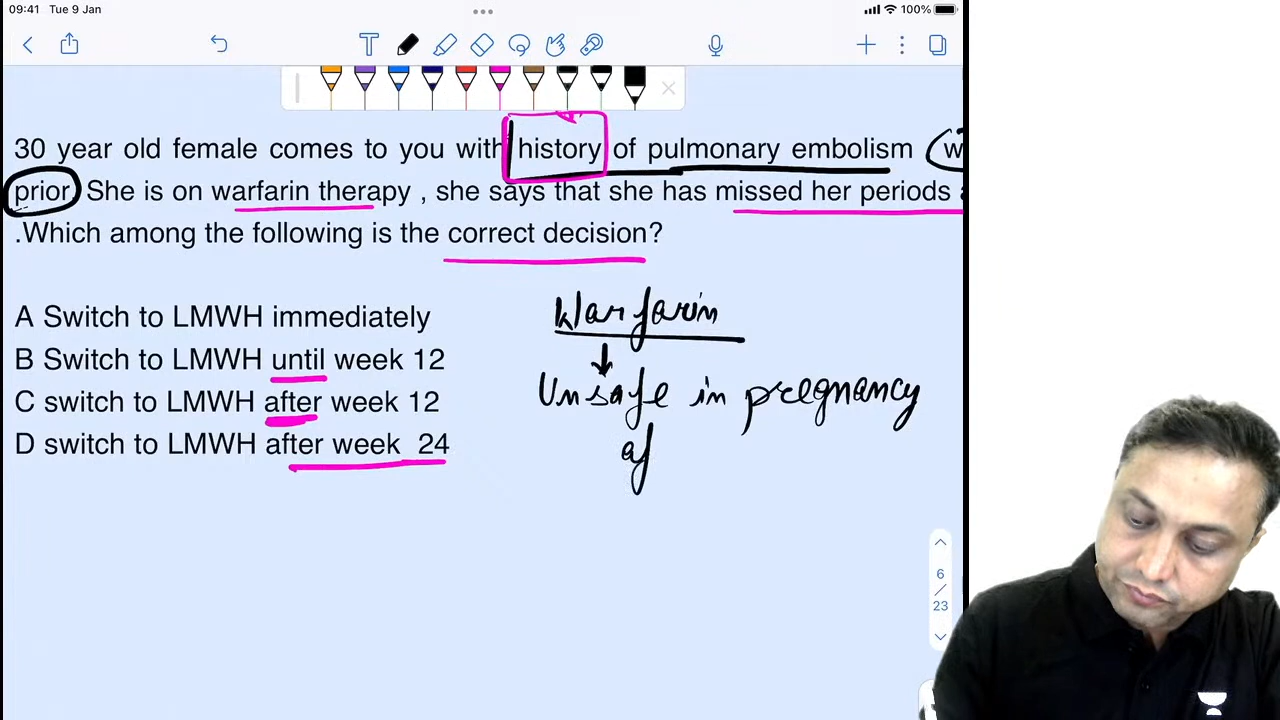 09:41 Tue 9 Jan
100%
T
30 year old female comes to you with history of pulmonary embolism
prior. She is on warfarin therapy , she says that she has missed her periods
.Which among the following is the correct decision?
A Switch to LMWH immediately
B Switch to LMWH until week 12
C switch to LMWH after week 12
D switch to LMWH after week 24
Warfarin
Unsafe in pregnancy
af
6
23